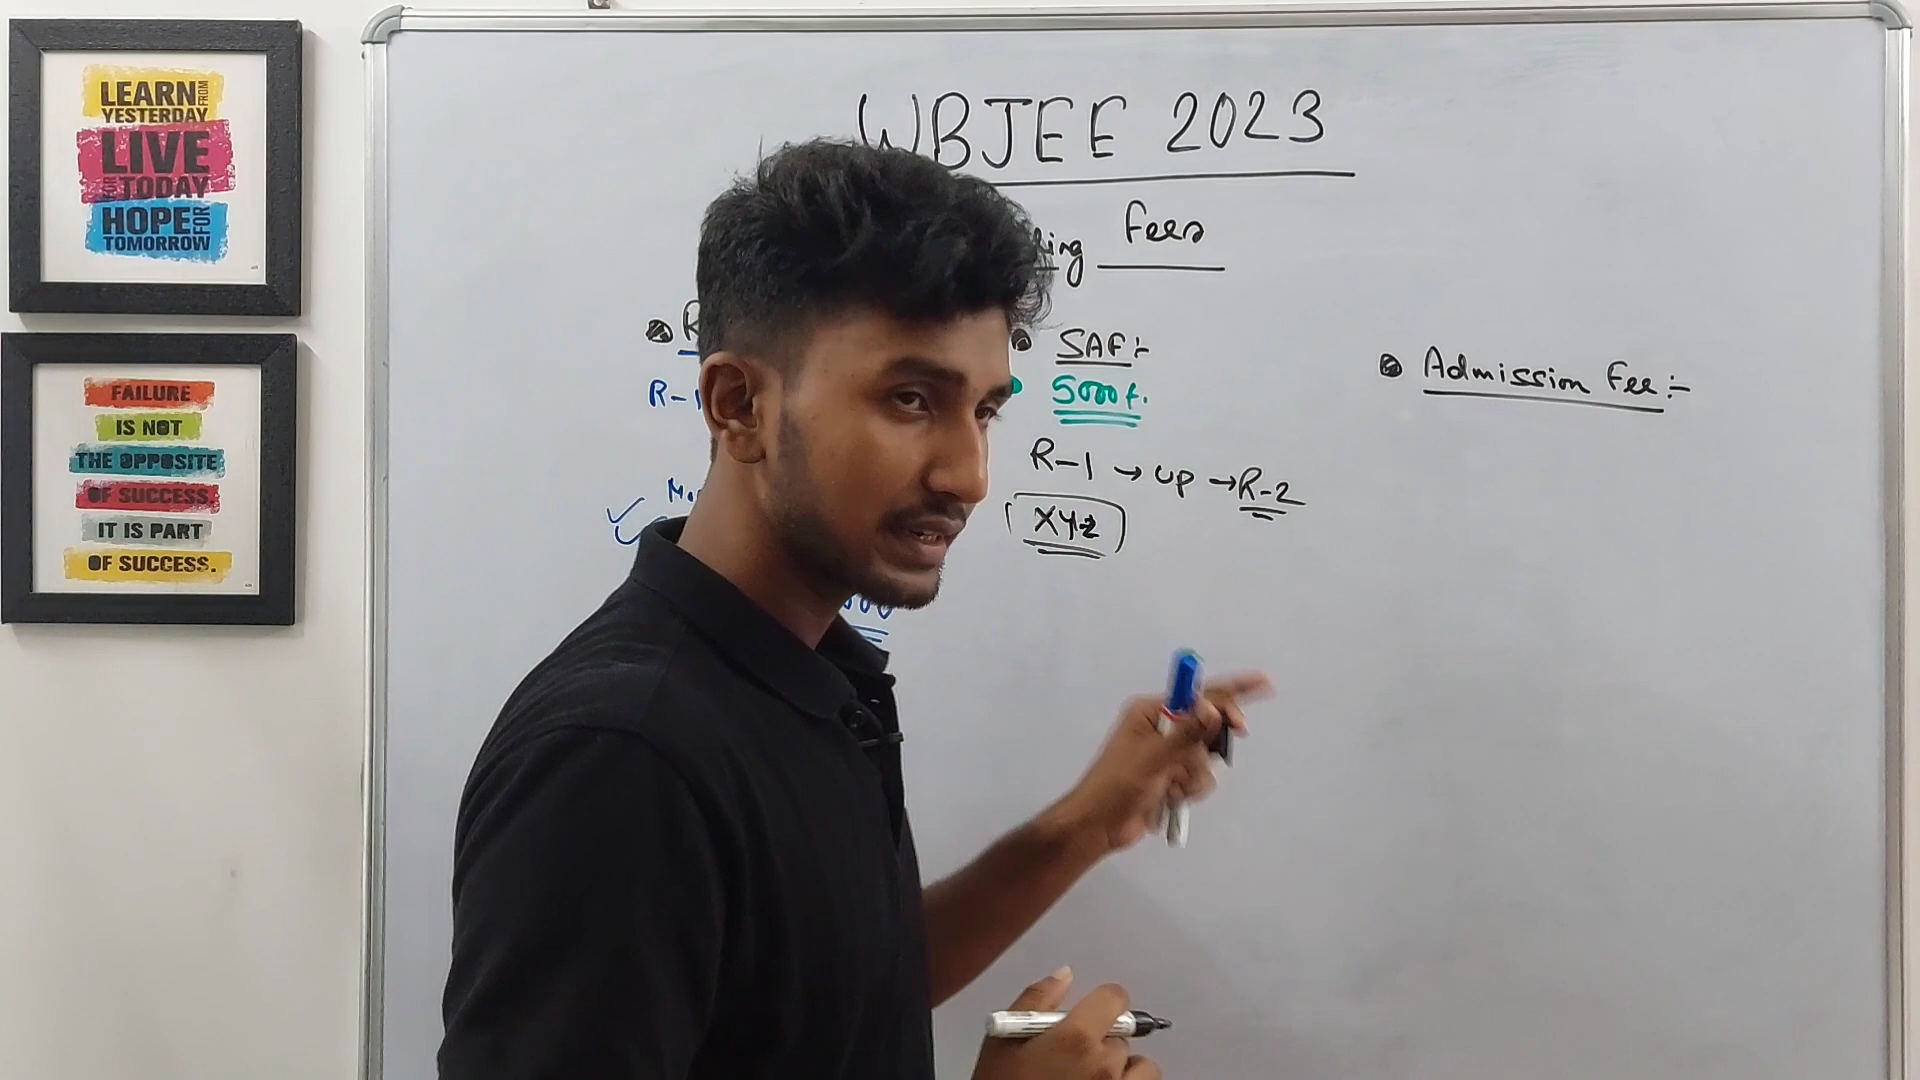 LEARN FROM
YESTERDAY
LIVE
FOR TODAY
HOPE FOR
TOMORROW
FAILURE
IS NOT
THE OPPOSITE
OF SUCCESS.
IT IS PART
OF SUCCESS.
WBJEE 2023
Fees
R-1
SAF:-
5000/-
R-1 → up → R-2
XYZ
Admission Fee:-